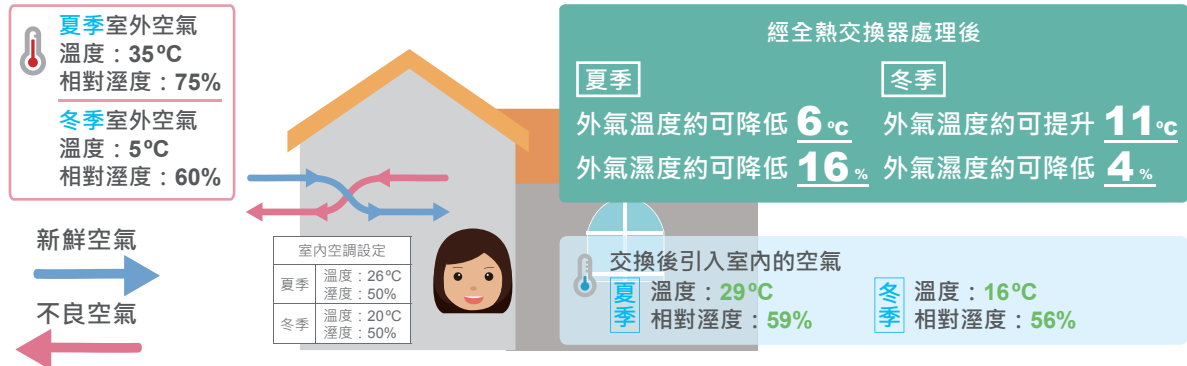 夏季室外空氣
溫度：35ºC
相對溼度：75%
冬季室外空氣
溫度：5ºC
相對溼度：60%
新鮮空氣
不良空氣
室內空調設定
夏季
溫度：26ºC
溼度：50%
冬季
溫度：20ºC
溼度：50%
經全熱交換器處理後
夏季
外氣溫度約可降低 6 ºC
外氣濕度約可降低 16 %
冬季
外氣溫度約可提升 11 ºC
外氣濕度約可降低 4 %
交換後引入室內的空氣
夏季
溫度：29ºC
相對溼度：59%
冬季
溫度：16ºC
相對溼度：56%